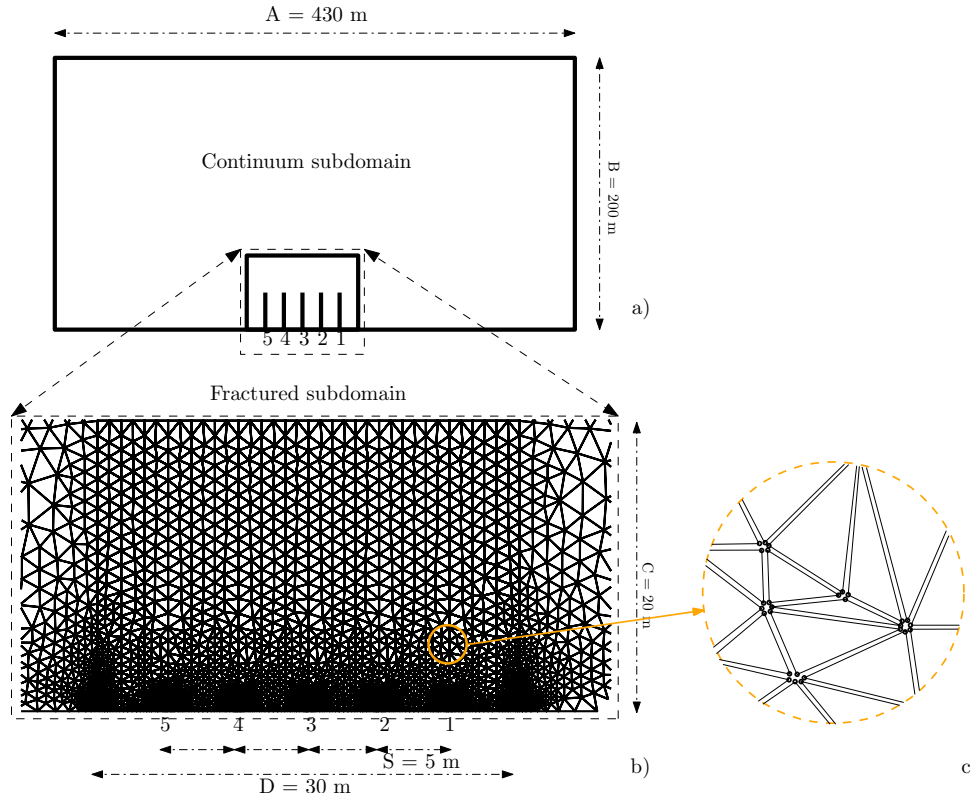 A = 430 m
Continuum subdomain
B = 200 m
a)
5 4 3 2 1
Fractured subdomain
C = 20 m
5 4 3 2 1
S = 5 m
b)
c
D = 30 m